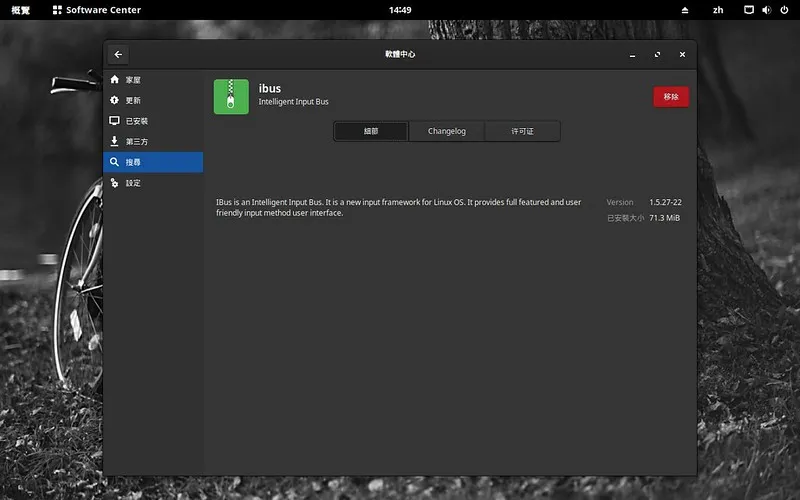 概覽
Software Center
14:49
zh
軟體中心
家屋
更新
已安裝
第三方
搜尋
設定
ibus
Intelligent Input Bus
移除
細節
Changelog
许可证
IBus is an Intelligent Input Bus. It is a new input framework for Linux OS. It provides full featured and user
friendly input method user interface.
Version 1.5.27-22
已安裝大小 71.3 MiB